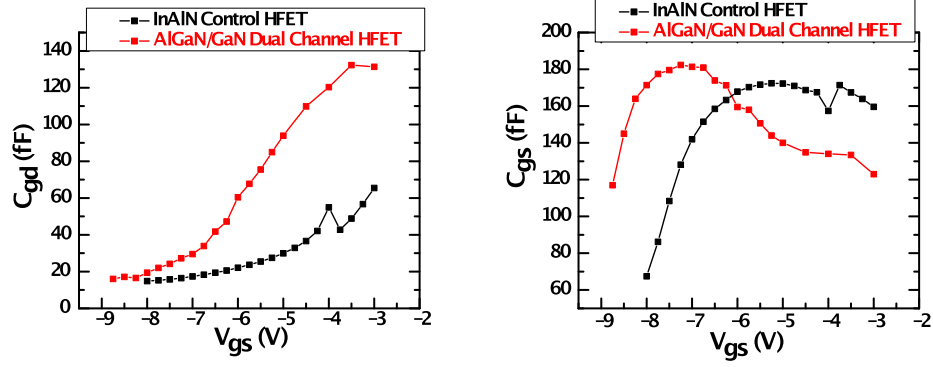 InAlN Control HFET
AlGaN/GaN Dual Channel HFET
140
120
100
80
60
40
20
0
Cgd (fF)
−9 −8 −7 −6 −5 −4 −3 −2
Vgs (V)
InAlN Control HFET
AlGaN/GaN Dual Channel HFET
200
180
160
140
120
100
80
60
Cgs (fF)
−9 −8 −7 −6 −5 −4 −3 −2
Vgs (V)